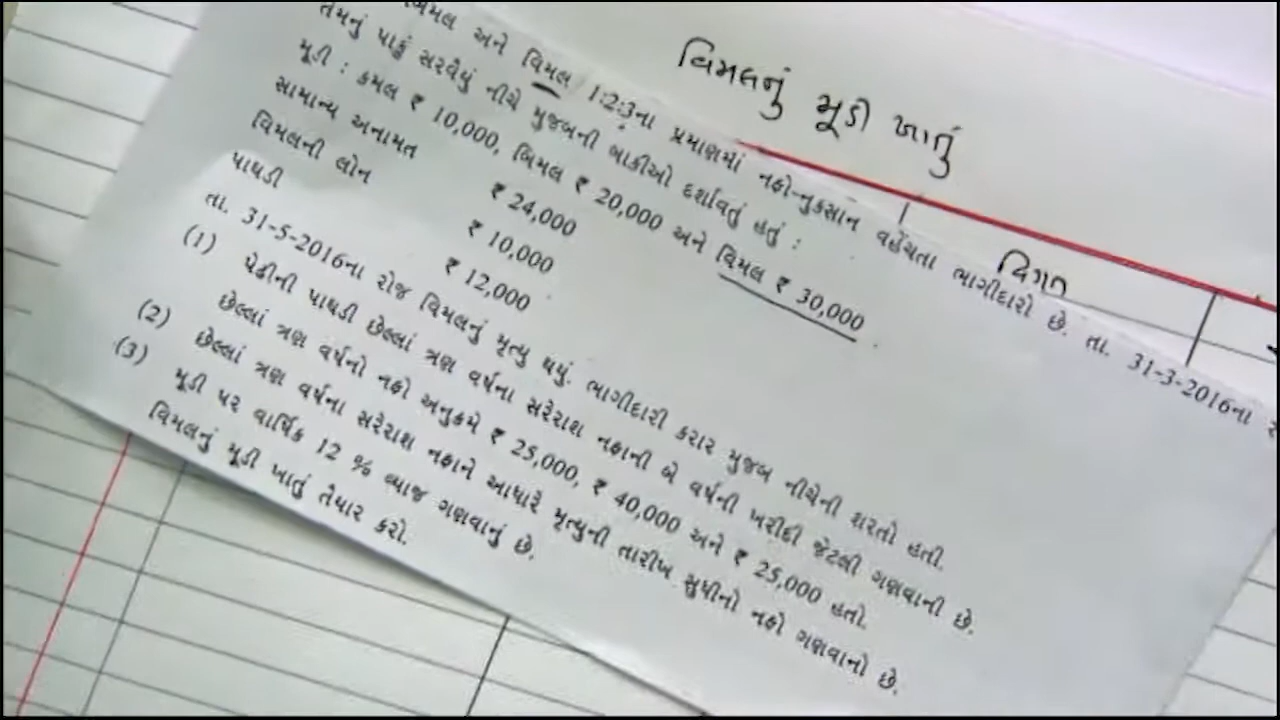 વિમલનું મૂડી ખાતું
વિગત
બિમલ અને વિમલ 1:2:3ના પ્રમાણમાં નફો-નુકસાન વહેંચતા ભાગીદારો છે. તા. 31-3-2016ના
તેમનું પાકું સરવૈયું નીચે મુજબની બાકીઓ દર્શાવતું હતું :
મૂડી : કમલ ₹ 10,000, બિમલ ₹ 20,000 અને વિમલ ₹ 30,000
સામાન્ય અનામત ₹ 24,000
વિમલની લોન ₹ 10,000
પાઘડી ₹ 12,000
તા. 31-5-2016ના રોજ વિમલનું મૃત્યુ થયું. ભાગીદારી કરાર મુજબ નીચેની શરતો હતી.
(1) પેઢીની પાઘડી છેલ્લાં ત્રણ વર્ષના સરેરાશ નફાની બે વર્ષની ખરીદી જેટલી ગણવાની છે.
છેલ્લાં ત્રણ વર્ષનો નફો અનુક્રમે ₹ 25,000, ₹ 40,000 અને ₹ 25,000 હતો.
(2) છેલ્લાં ત્રણ વર્ષના સરેરાશ નફાને આધારે મૃત્યુની તારીખ સુધીનો નફો ગણવાનો છે.
(3) મૂડી પર વાર્ષિક 12 % વ્યાજ ગણવાનું છે.
વિમલનું મૂડી ખાતું તૈયાર કરો.